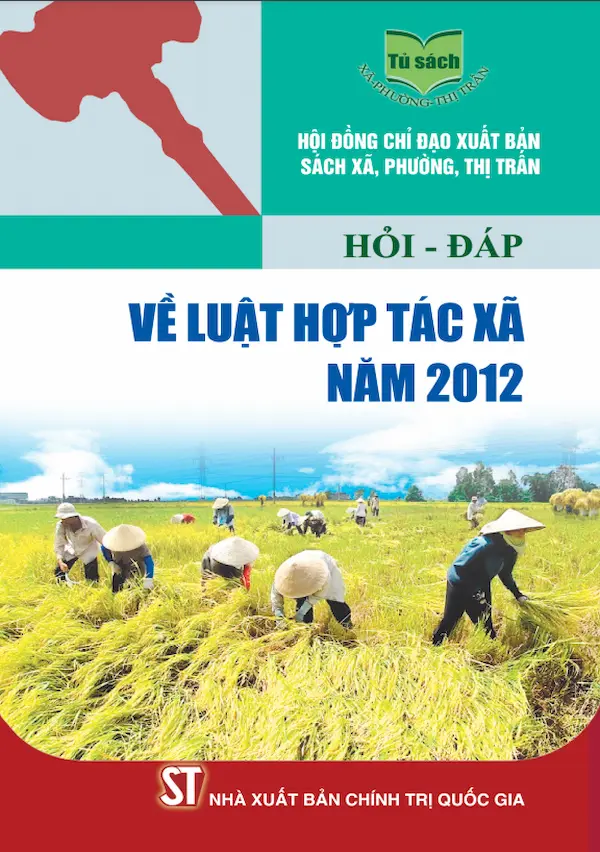 Tủ sách
XÃ-PHƯỜNG-THỊ TRẤN
HỘI ĐỒNG CHỈ ĐẠO XUẤT BẢN
SÁCH XÃ, PHƯỜNG, THỊ TRẤN
HỎI - ĐÁP
VỀ LUẬT HỢP TÁC XÃ
NĂM 2012
ST NHÀ XUẤT BẢN CHÍNH TRỊ QUỐC GIA